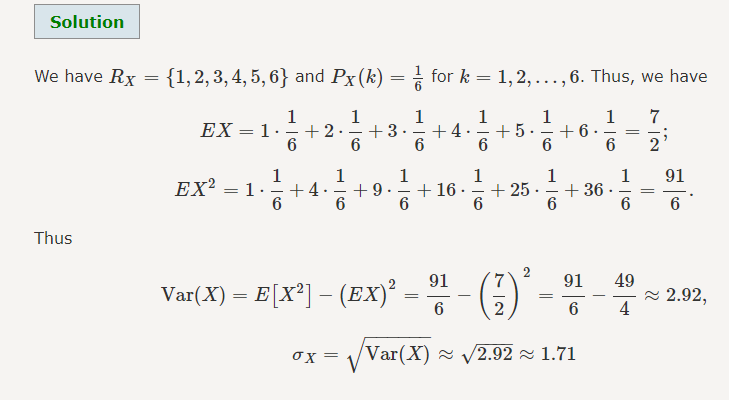 Solution
We have $R_X = \{1, 2, 3, 4, 5, 6\}$ and $P_X(k) = \frac{1}{6}$ for $k = 1, 2, \ldots, 6$. Thus, we have
$EX = 1 \cdot \frac{1}{6} + 2 \cdot \frac{1}{6} + 3 \cdot \frac{1}{6} + 4 \cdot \frac{1}{6} + 5 \cdot \frac{1}{6} + 6 \cdot \frac{1}{6} = \frac{7}{2};$
$EX^2 = 1 \cdot \frac{1}{6} + 4 \cdot \frac{1}{6} + 9 \cdot \frac{1}{6} + 16 \cdot \frac{1}{6} + 25 \cdot \frac{1}{6} + 36 \cdot \frac{1}{6} = \frac{91}{6}.$
Thus
$\text{Var}(X) = E[X^2] - (EX)^2 = \frac{91}{6} - \left(\frac{7}{2}\right)^2 = \frac{91}{6} - \frac{49}{4} \approx 2.92,$
$\sigma_X = \sqrt{\text{Var}(X)} \approx \sqrt{2.92} \approx 1.71$